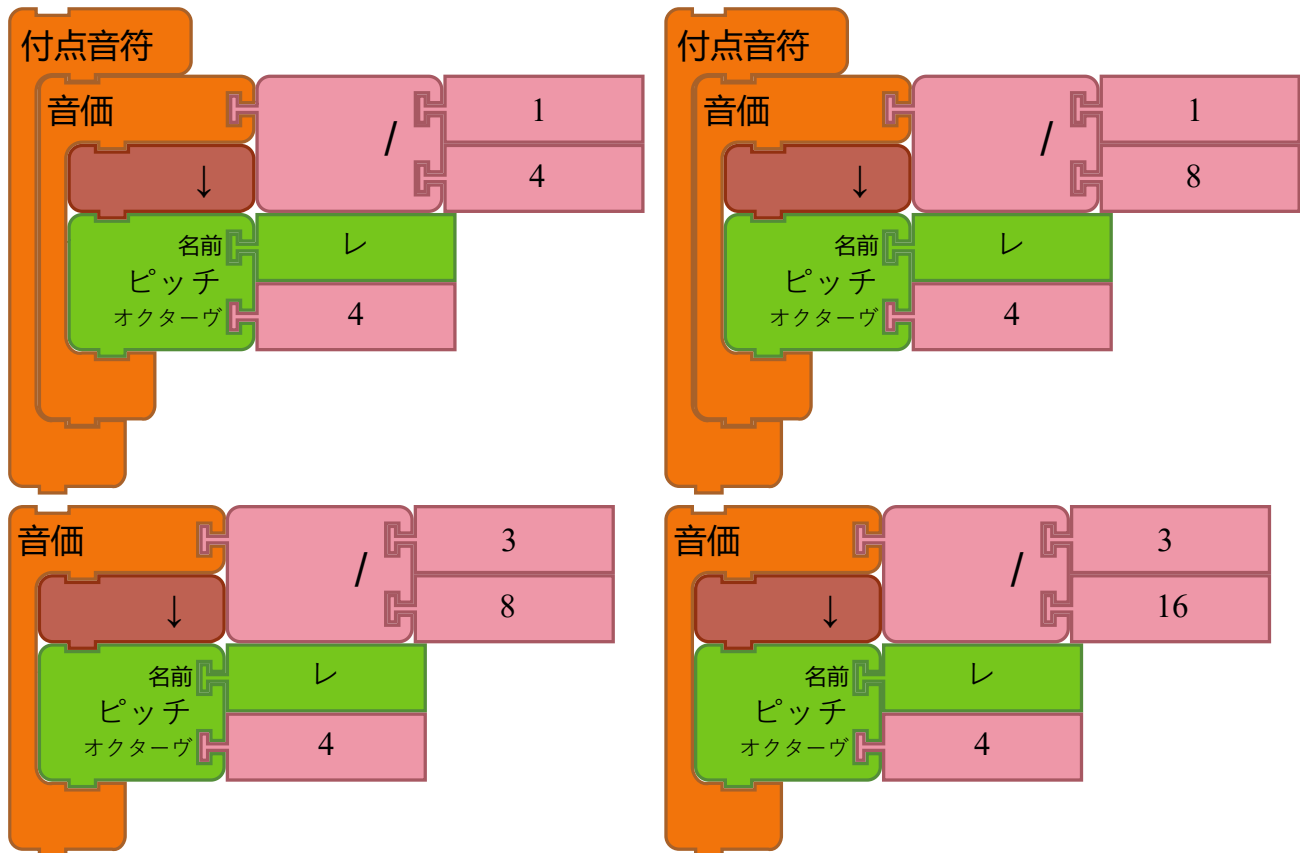 付点音符
音価
/
1
4
↓
名前
レ
ピッチ
オクターヴ
4
付点音符
音価
/
1
8
↓
名前
レ
ピッチ
オクターヴ
4
音価
/
3
8
↓
名前
レ
ピッチ
オクターヴ
4
音価
/
3
16
↓
名前
レ
ピッチ
オクターヴ
4